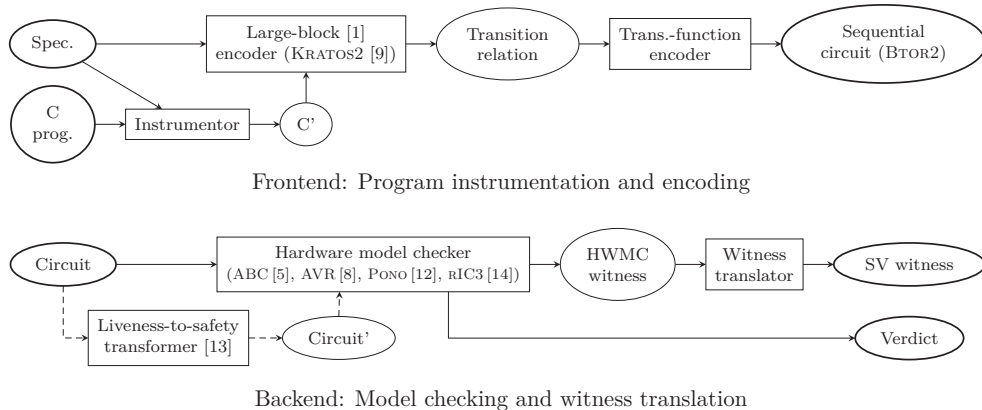 Spec.
Large-block [1]
encoder (KRATOS2 [9])
Transition
relation
Trans.-function
encoder
Sequential
circuit (BTOR2)
C
prog.
Instrumentor
C'
Frontend: Program instrumentation and encoding
Circuit
Hardware model checker
(ABC [5], AVR [8], PONO [12], RIC3 [14])
HWMC
witness
Witness
translator
SV witness
Liveness-to-safety
transformer [13]
Circuit'
Verdict
Backend: Model checking and witness translation